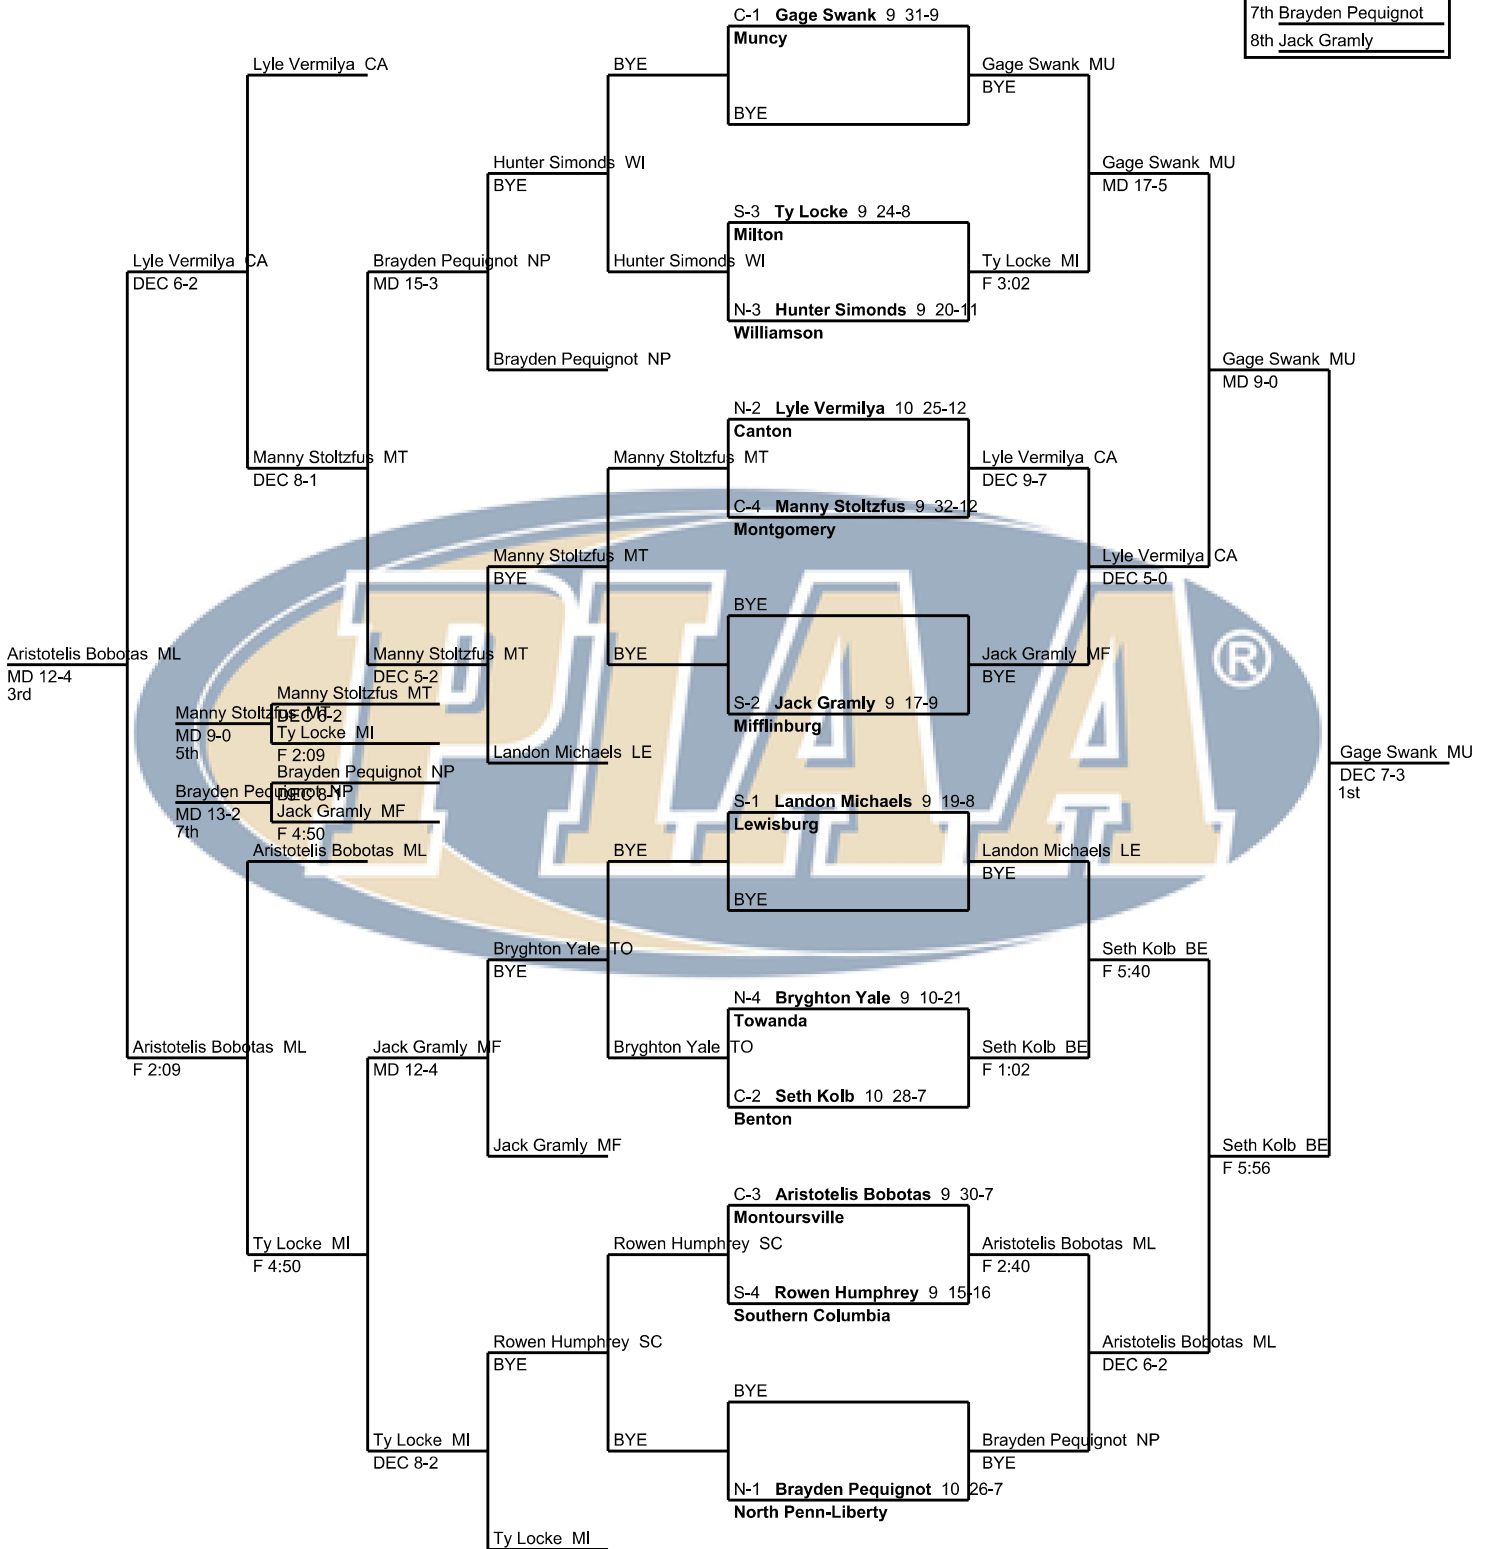 C-1 Gage Swank 9 31-9
Muncy
7th Brayden Pequignot
8th Jack Gramly
Lyle Vermilya CA
BYE
Gage Swank MU
BYE
BYE
Hunter Simonds WI
BYE
Gage Swank MU
MD 17-5
S-3 Ty Locke 9 24-8
Milton
Lyle Vermilya CA
DEC 6-2
Brayden Pequignot NP
MD 15-3
Hunter Simonds WI
Ty Locke MI
F 3:02
N-3 Hunter Simonds 9 20-11
Williamson
Brayden Pequignot NP
Gage Swank MU
MD 9-0
N-2 Lyle Vermilya 10 25-12
Canton
Manny Stoltzfus MT
DEC 8-1
Manny Stoltzfus MT
Lyle Vermilya CA
DEC 9-7
C-4 Manny Stoltzfus 9 32-12
Montgomery
Manny Stoltzfus MT
BYE
Lyle Vermilya CA
DEC 5-0
BYE
PIAA®
Aristotelis Bobotas ML
MD 12-4
3rd
Manny Stoltzfus MT
DEC 5-2
BYE
Jack Gramly MF
BYE
Manny Stoltzfus MT
DEC 6-2
Manny Stoltzfus MT
MD 9-0
5th
Ty Locke MI
F 2:09
S-2 Jack Gramly 9 17-9
Mifflinburg
Landon Michaels LE
Gage Swank MU
DEC 7-3
1st
Brayden Pequignot NP
DEC 8-1
Brayden Pequignot NP
MD 13-2
7th
Jack Gramly MF
F 4:50
S-1 Landon Michaels 9 19-8
Lewisburg
Aristotelis Bobotas ML
BYE
Landon Michaels LE
BYE
BYE
Bryghton Yale TO
BYE
Seth Kolb BE
F 5:40
N-4 Bryghton Yale 9 10-21
Towanda
Aristotelis Bobotas ML
F 2:09
Jack Gramly MF
MD 12-4
Bryghton Yale TO
Seth Kolb BE
F 1:02
C-2 Seth Kolb 10 28-7
Benton
Jack Gramly MF
Seth Kolb BE
F 5:56
C-3 Aristotelis Bobotas 9 30-7
Montoursville
Ty Locke MI
F 4:50
Rowen Humphrey SC
Aristotelis Bobotas ML
F 2:40
S-4 Rowen Humphrey 9 15-16
Southern Columbia
Rowen Humphrey SC
BYE
Aristotelis Bobotas ML
DEC 6-2
BYE
Ty Locke MI
DEC 8-2
BYE
Brayden Pequignot NP
BYE
N-1 Brayden Pequignot 10 26-7
North Penn-Liberty
Ty Locke MI